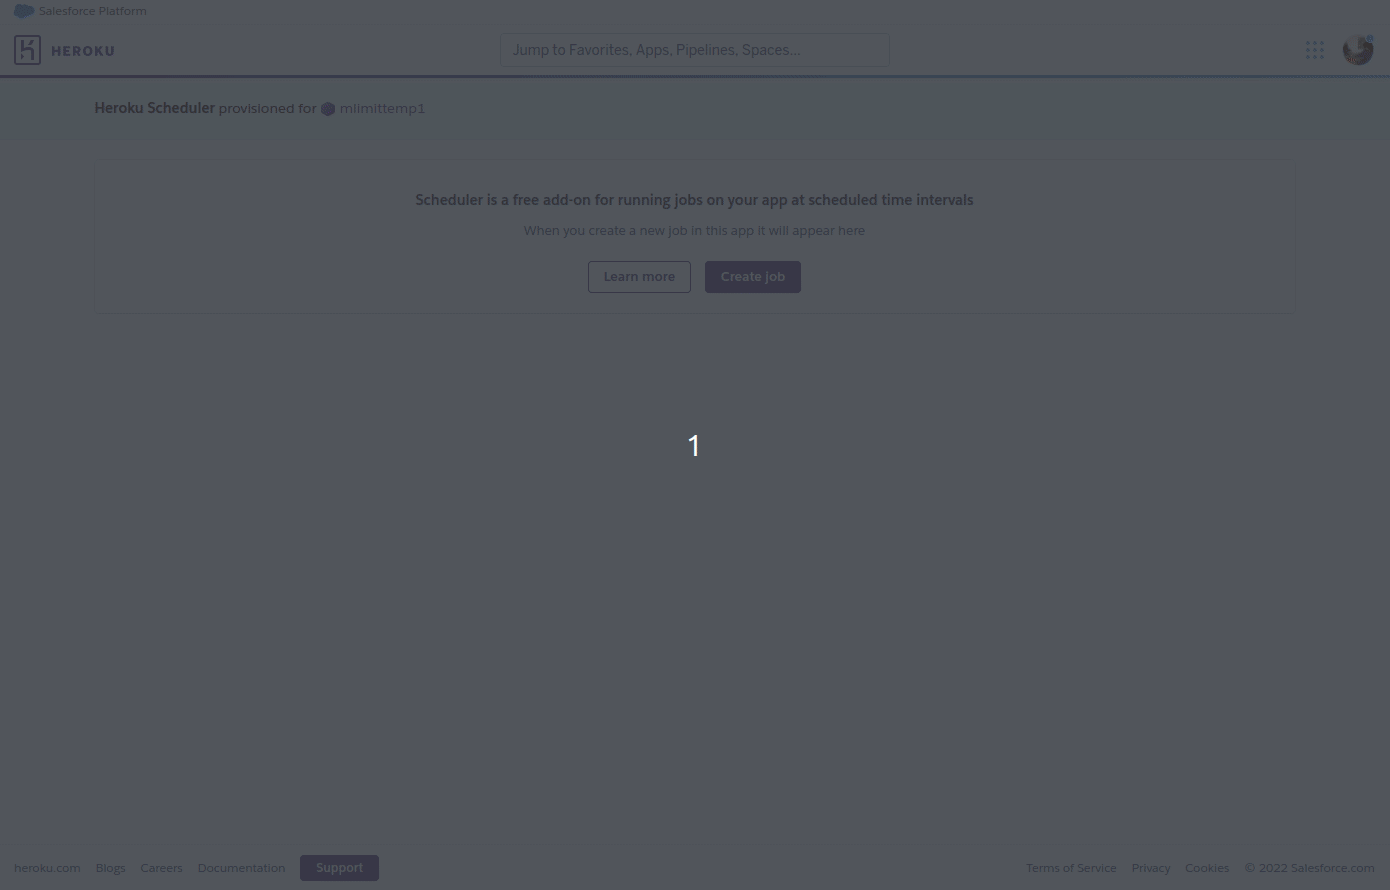 Salesforce Platform
HEROKU
Jump to Favorites, Apps, Pipelines, Spaces...
Heroku Scheduler provisioned for mlmittemp1
Scheduler is a free add-on for running jobs on your app at scheduled time intervals
When you create a new job in this app it will appear here
Learn more Create job
1
heroku.com Blogs Careers Documentation Support Terms of Service Privacy Cookies © 2022 Salesforce.com